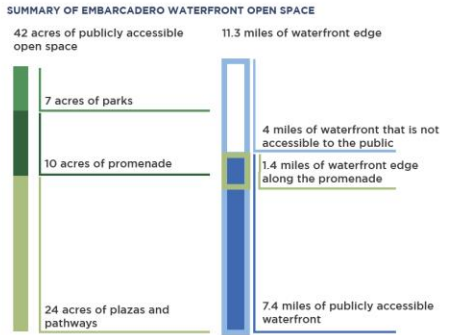 SUMMARY OF EMBARCADERO WATERFRONT OPEN SPACE
42 acres of publicly accessible
open space
7 acres of parks
10 acres of promenade
24 acres of plazas and
pathways
11.3 miles of waterfront edge
4 miles of waterfront that is not
accessible to the public
1.4 miles of waterfront edge
along the promenade
7.4 miles of publicly accessible
waterfront